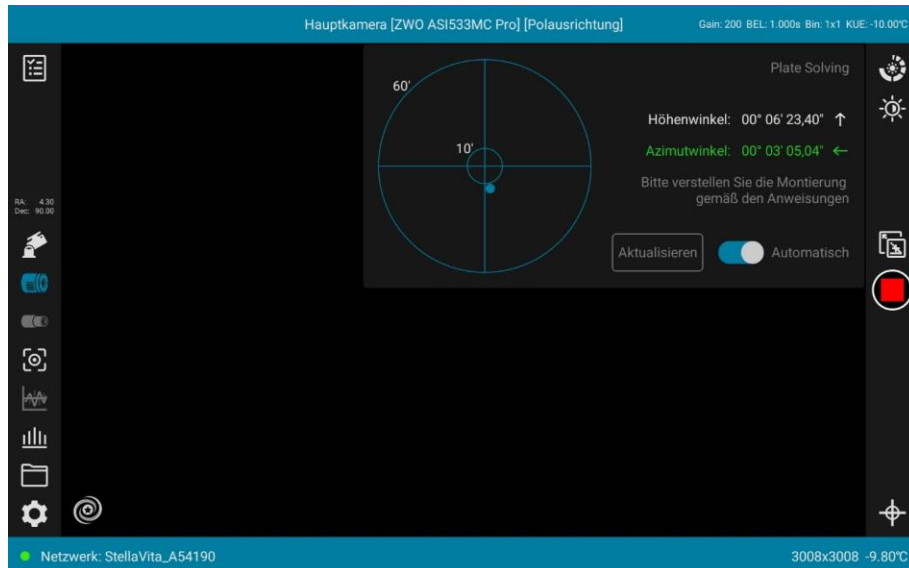 Hauptkamera [ZWO ASI533MC Pro] [Polausrichtung]
Gain: 200 BEL: 1.000s Bin: 1x1 KUE: -10.00℃
Plate Solving
60'
10'
Höhenwinkel: 00° 06' 23,40" ↑
Azimutwinkel: 00° 03' 05,04" ←
Bitte verstellen Sie die Montierung
gemäß den Anweisungen
RA: 4.30
Dec: 90.00
Aktualisieren
Automatisch
Netzwerk: StellaVita_A54190
3008x3008 -9.80℃